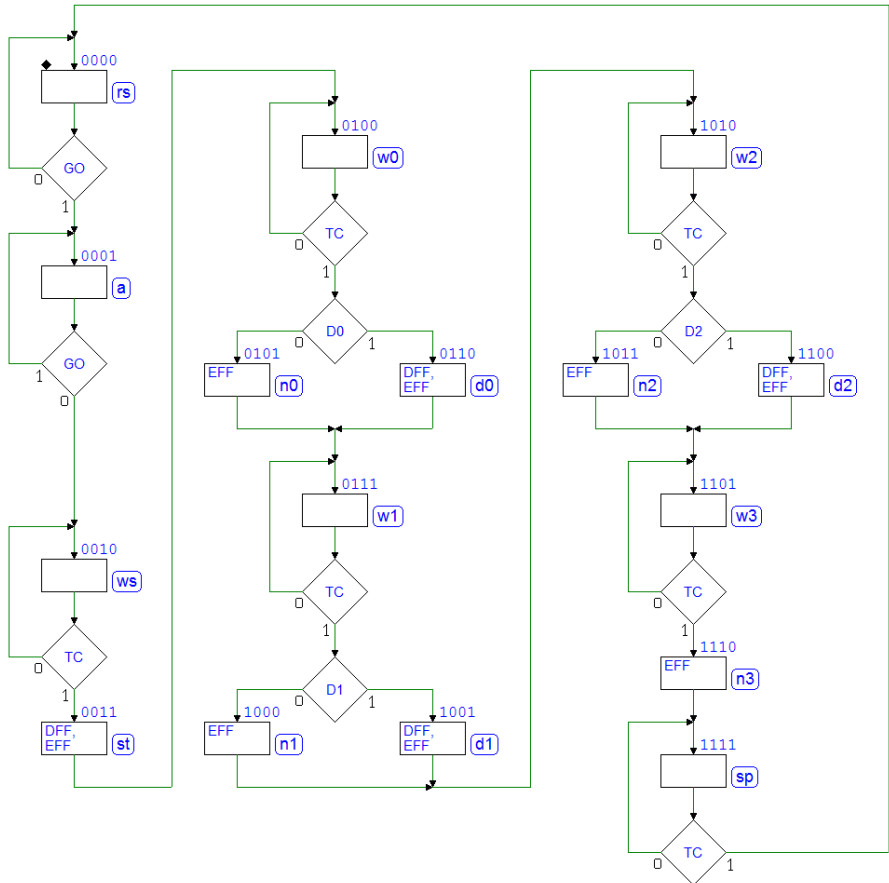 0000
rs
GO
0
1
0001
a
GO
1
0
0010
ws
TC
0
1
0011
DFF,
EFF
st
0100
w0
TC
0
1
D0
0
1
0101
EFF
n0
0110
DFF,
EFF
d0
0111
w1
TC
0
1
D1
0
1
1000
EFF
n1
1001
DFF,
EFF
d1
1010
w2
TC
0
1
D2
0
1
1011
EFF
n2
1100
DFF,
EFF
d2
1101
w3
TC
0
1
1110
EFF
n3
1111
sp
TC
0
1